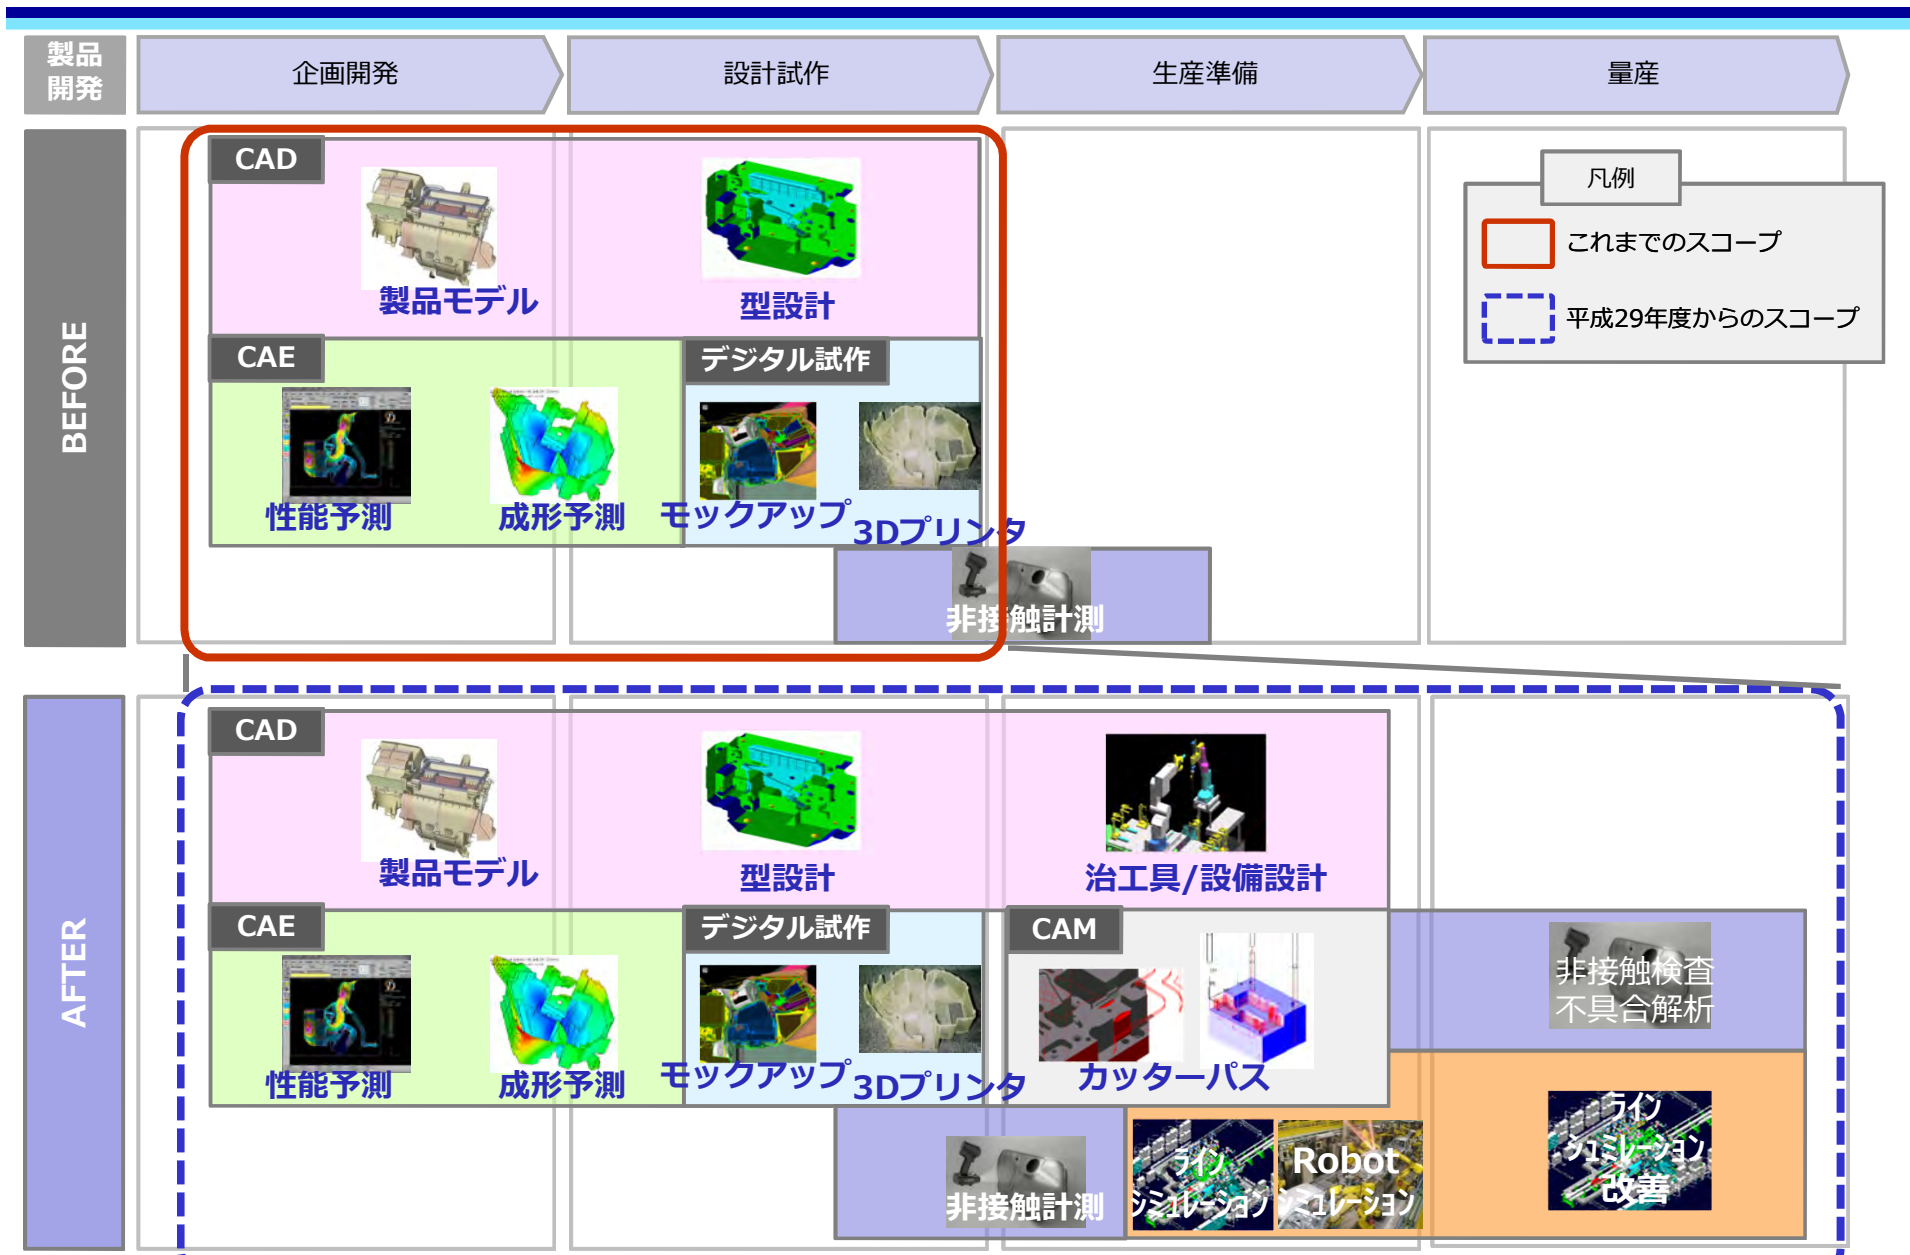 製品
開発
企画開発
設計試作
生産準備
量産
BEFORE
CAD
製品モデル
型設計
CAE
デジタル試作
性能予測
成形予測
モックアップ
3Dプリンタ
非接触計測
凡例
これまでのスコープ
平成29年度からのスコープ
AFTER
CAD
製品モデル
型設計
治工具/設備設計
CAE
デジタル試作
CAM
性能予測
成形予測
モックアップ
3Dプリンタ
カッターパス
非接触検査
不具合解析
非接触計測
ライン
シミュレーション
Robot
シミュレーション
ライン
シュミレーション
改善